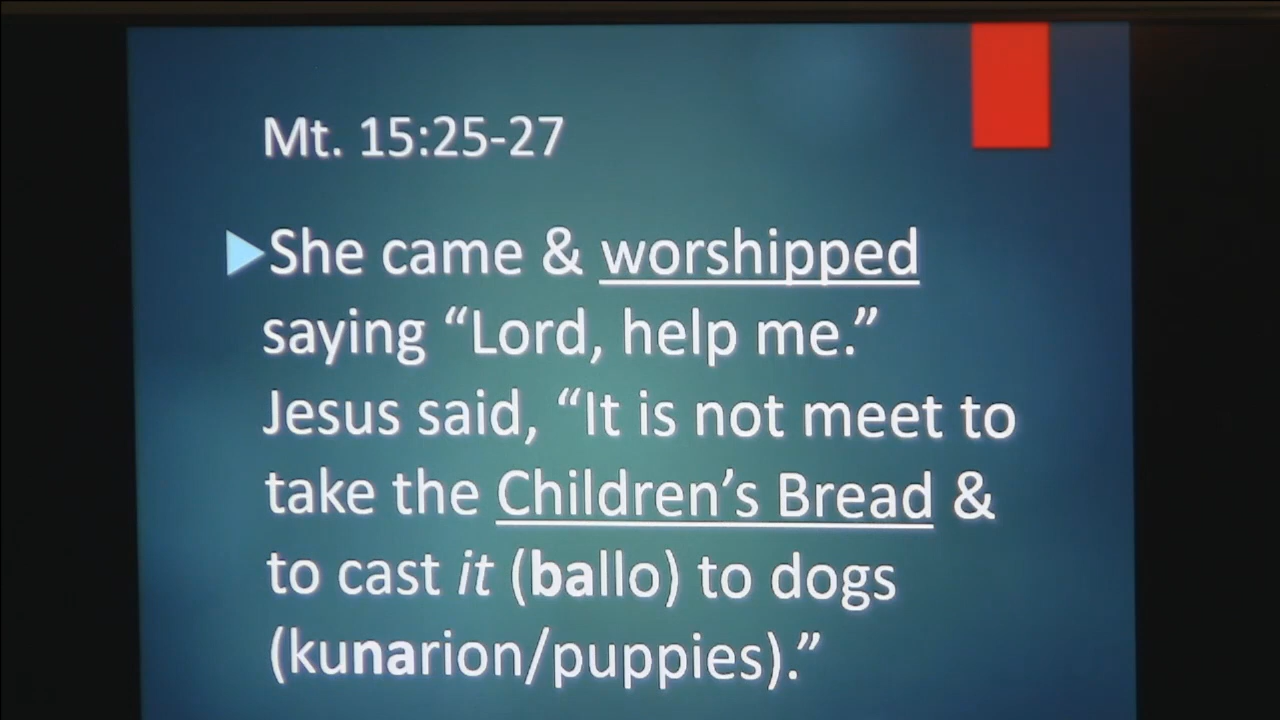 Mt. 15:25-27
She came & worshipped
saying “Lord, help me.”
Jesus said, “It is not meet to
take the Children’s Bread &
to cast it (ballo) to dogs
(kunarion/puppies).”